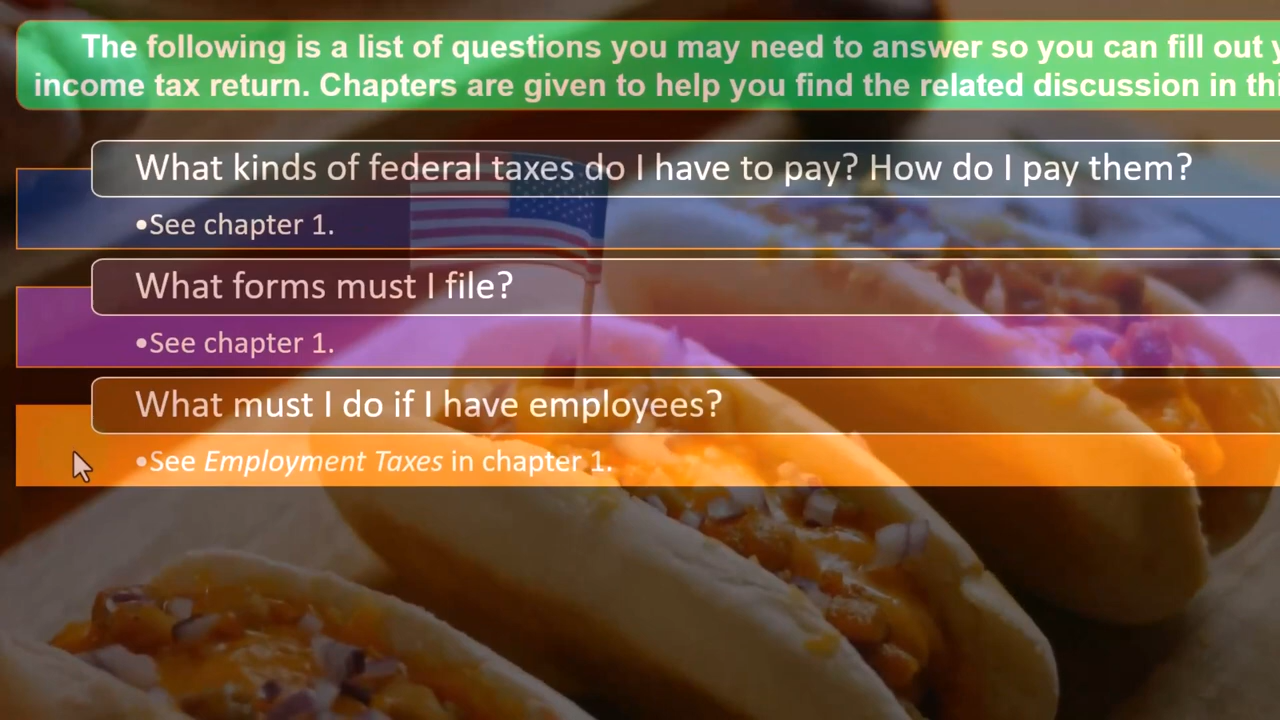 The following is a list of questions you may need to answer so you can fill out
income tax return. Chapters are given to help you find the related discussion in
What kinds of federal taxes do I have to pay? How do I pay them?
•See chapter 1.
What forms must I file?
•See chapter 1.
What must I do if I have employees?
•See Employment Taxes in chapter 1.